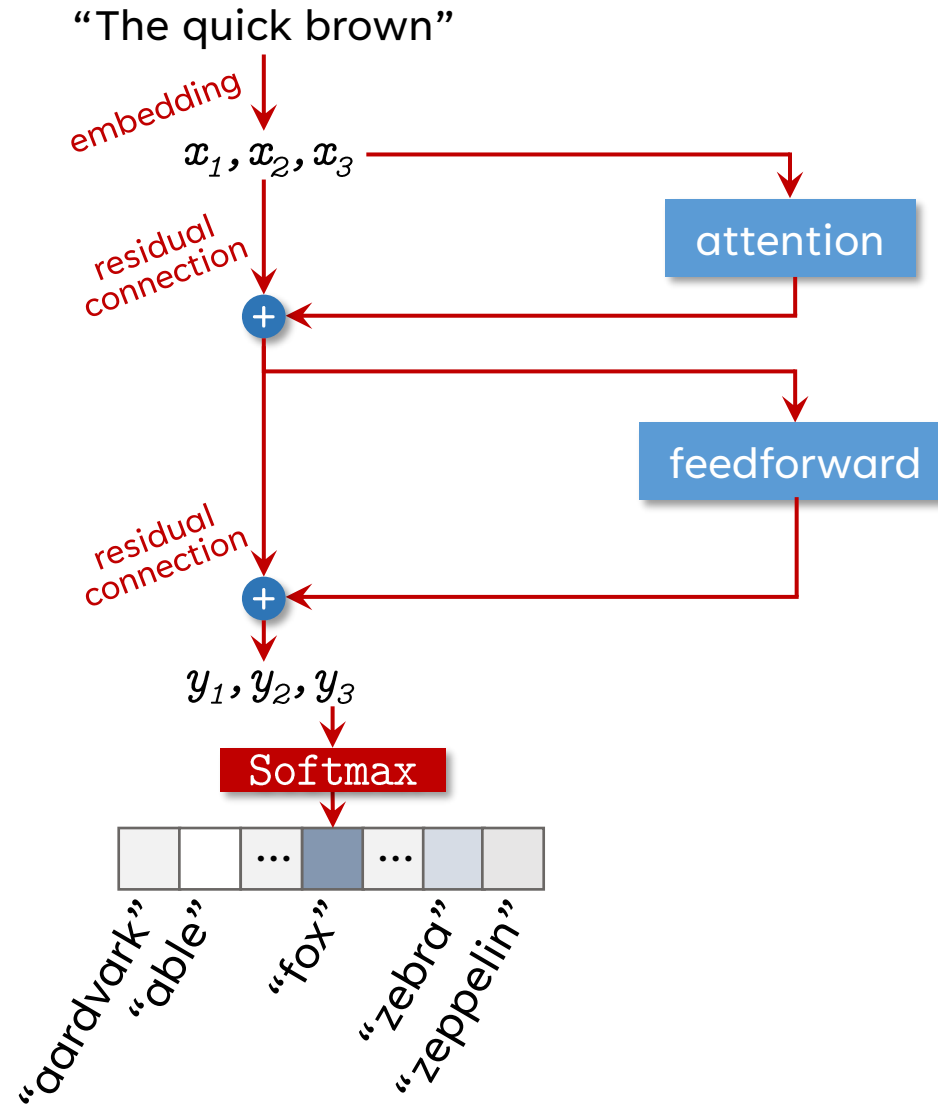 “The quick brown”
embedding
x₁, x₂, x₃
attention
residual
connection
+
feedforward
residual
connection
+
y₁, y₂, y₃
Softmax
... ...
“aardvark”
“able”
“fox”
“zebra”
“zeppelin”